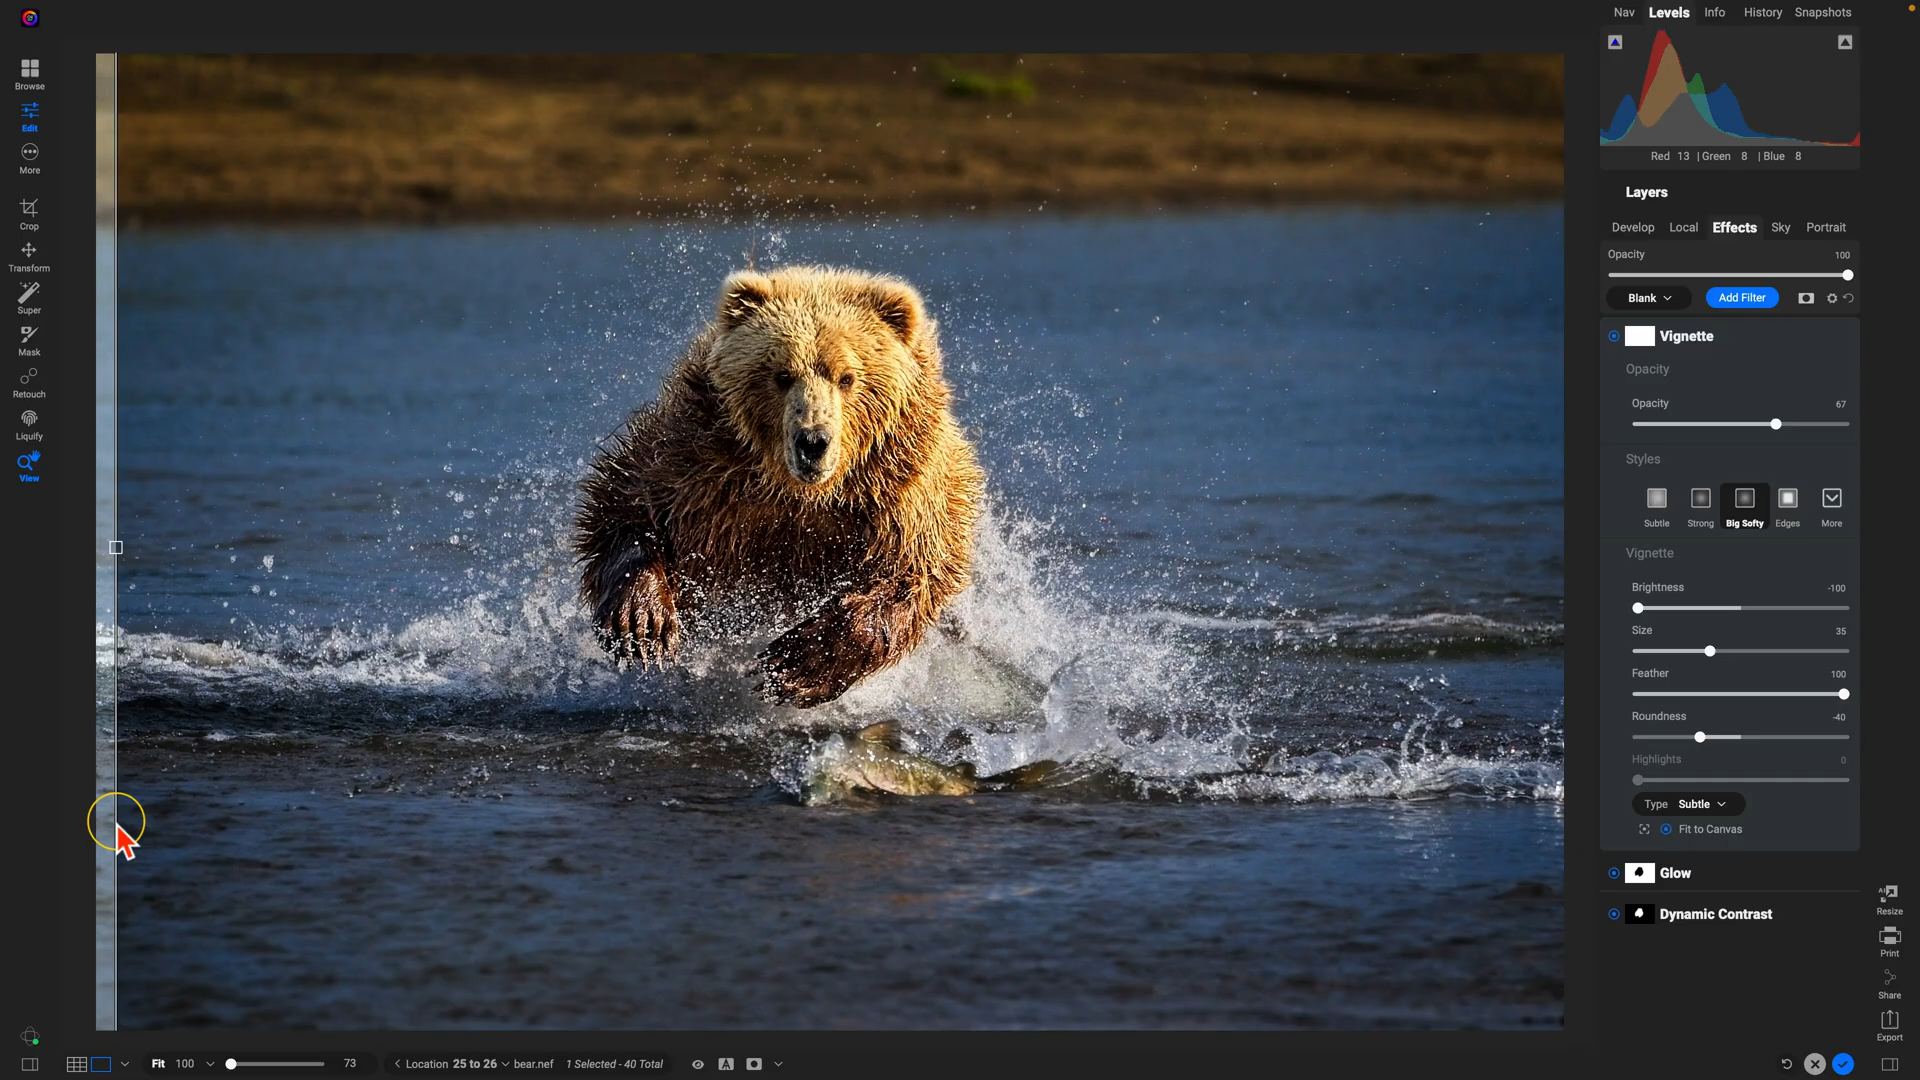 Nav Levels Info History Snapshots
Red 13 | Green 8 | Blue 8
Layers
Develop Local Effects Sky Portrait
Opacity 100
Blank Add Filter
Vignette
Opacity
Opacity 67
Styles
Subtle Strong Big Softy Edges More
Vignette
Brightness -100
Size 35
Feather 100
Roundness -40
Highlights 0
Type Subtle
Fit to Canvas
Glow
Dynamic Contrast
Browse
Edit
More
Crop
Transform
Super
Mask
Retouch
Liquify
View
AI
Resize
Print
Share
Export
Fit 100 73 Location 25 to 26 bear.nef 1 Selected - 40 Total
A